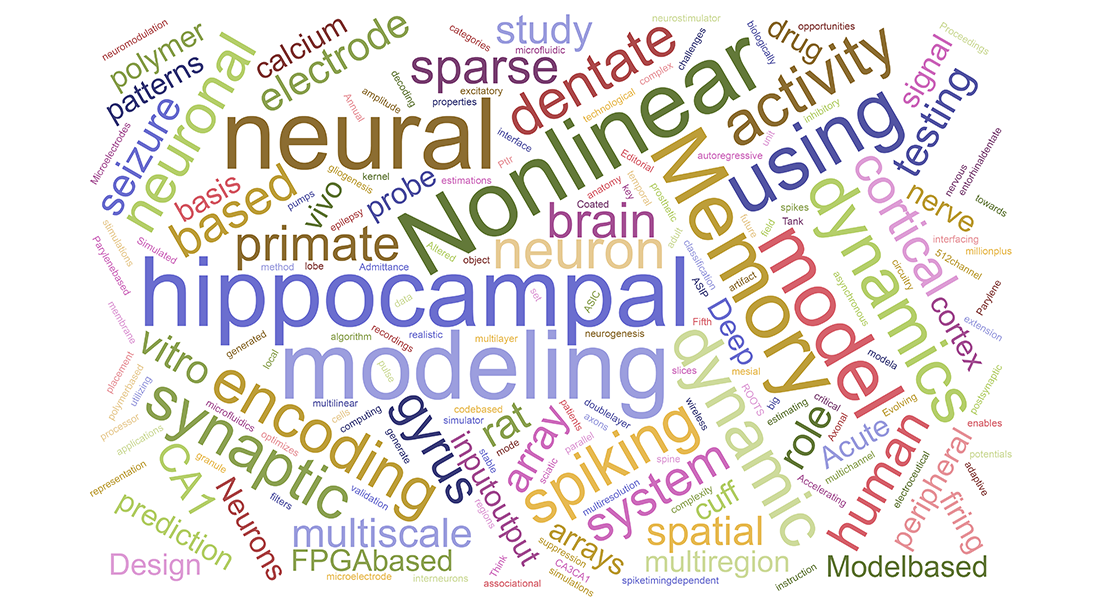 neuromodulation
polymer
patterns
calcium
electrode
categories
study
microfluidic
neurostimulator
challenges
biologically
drug
opportunities
Proceedings
signal
testing
Microelectrodes
seizure
neuronal
Annual
amplitude
decoding
excitatory
properties
sparse
dentate
technological
complex
Nonlinear
activity
inhibitory
unit
autoregressive
using
neural
interface
Ptlr
Editorial
temporal
basis
based
pumps
gliogenesis
kernel
vivo
epilepsy
probe
estimations
anatomy
key
Coated
prosthetic
adult
brain
Memory
future
field
spikes
Tank
cortical
nerve
nervous
entorhinaldentate
towards
interfacing
millionplus
512channel
simulations
Simulated
Parylenebased
primate
method
lobe
Admittance
Altered
object
neuron
classification
artifact
ASIP
model
dynamics
asynchronous
circuitry
Parylene
cortex
extension
hippocampal
data
set
ASIC
membrane
placement
generated
local
algorithm
recordings
realistic
multilayer
neurogenesis
Fifth
Deep
modela
postsynaptic
modeling
pulse
slices
mesial
vitro
polymerbased
utilizing
processor
applications
encoding
multilinear
cells
computing
generate
gyrus
codebased
simulator
rat
mode
stable
patients
doublelayer
axons
array
parallel
sciatic
wireless
dynamic
ROOTS
big
estimating
critical
role
Axonal
Evolving
Acute
multichannel
Accelerating
human
enables
potentials
adaptive
synaptic
microfluidics
optimizes
granule
CA1
representation
filters
validation
inputoutput
regions
spiking
spine
multiresolution
system
complexity
cuff
electroceutical
peripheral
firing
prediction
Neurons
multiscale
arrays
suppression
CA3CA1
simulations
spatial
multiregion
Design
FPGAbased
microelectrode
interneurons
Think
associational
spiketimingdependent
instruction
Modelbased